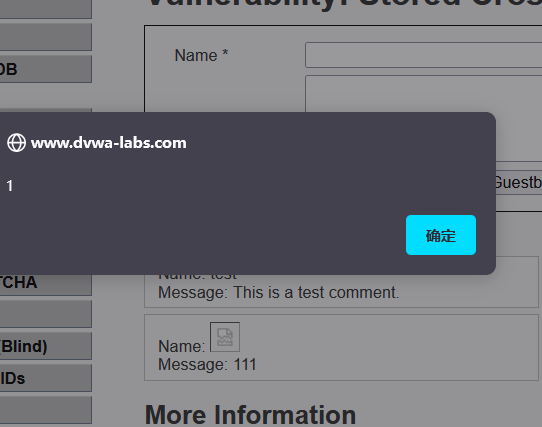 Vulnerability: Stored Cros
Name *
DB
www.dvwa-labs.com
1
Guestb
确定
Name: test
Message: This is a test comment.
TCHA
Name:
(Blind)
Message: 111
IDs
More Information